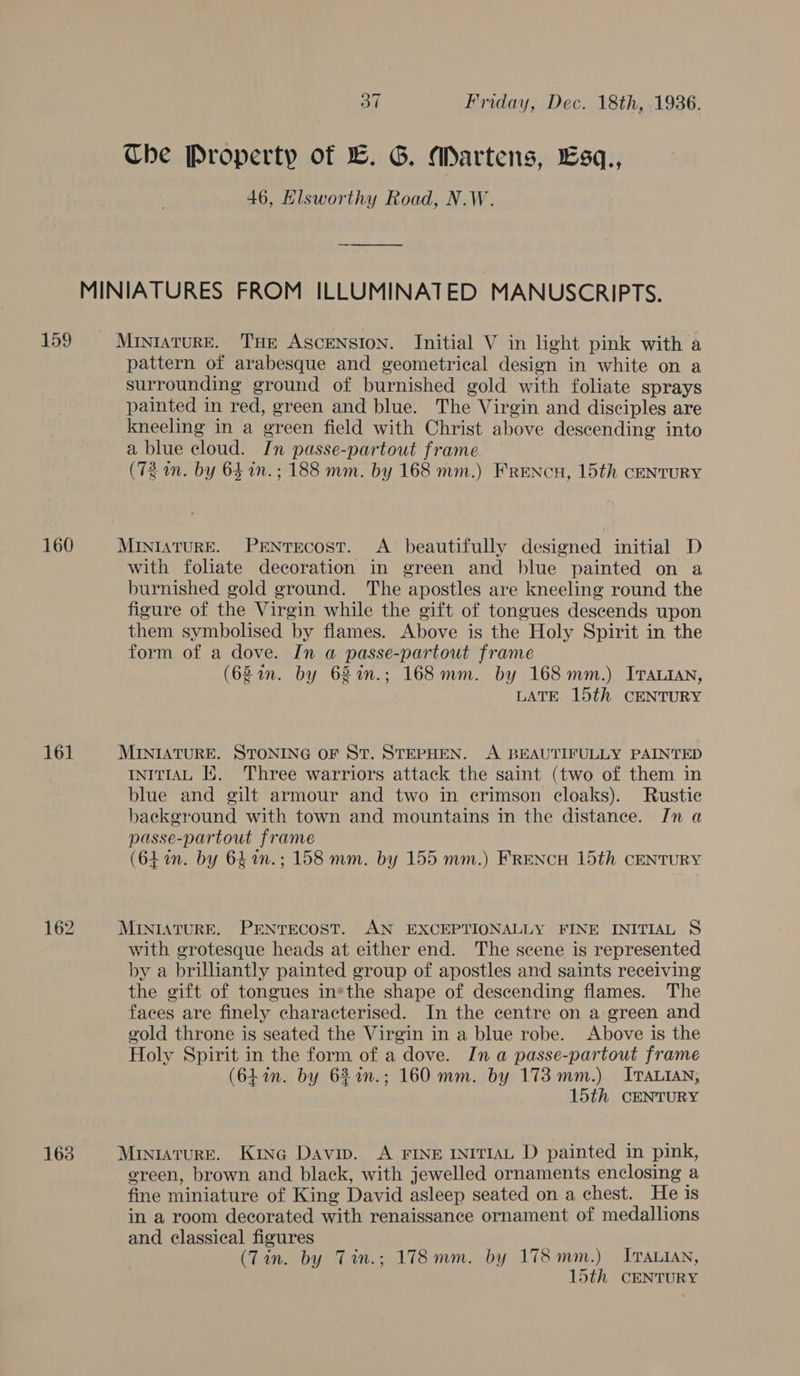 37 Friday, Dec. 18th, 1936.
The Property of E. G. Martens, Esq.,
46, Elsworthy Road, N.W.
MINIATURES FROM ILLUMINATED MANUSCRIPTS.
159 MINIATURE. THE ASCENSION. Initial V in light pink with a
pattern of arabesque and geometrical design in white on a
surrounding ground of burnished gold with foliate sprays
painted in red, green and blue. The Virgin and disciples are
kneeling in a green field with Christ above descending into
a blue cloud. In passe-partout frame
(7⅜ in. by 6½ in.; 188 mm. by 168 mm.) FRENCH, 15th CENTURY
160 MINIATURE. PENTECOST. A beautifully designed initial D
with foliate decoration in green and blue painted on a
burnished gold ground. The apostles are kneeling round the
figure of the Virgin while the gift of tongues descends upon
them symbolised by flames. Above is the Holy Spirit in the
form of a dove. In a passe-partout frame
(6⅝ in. by 6⅝ in.; 168 mm. by 168 mm.) ITALIAN,
LATE 15th CENTURY
161 MINIATURE. STONING OF ST. STEPHEN. A BEAUTIFULLY PAINTED
INITIAL E. Three warriors attack the saint (two of them in
blue and gilt armour and two in crimson cloaks). Rustic
background with town and mountains in the distance. In a
passe-partout frame
(6¼ in. by 6⅛ in.; 158 mm. by 155 mm.) FRENCH 15th CENTURY
162 MINIATURE. PENTECOST. AN EXCEPTIONALLY FINE INITIAL S
with grotesque heads at either end. The scene is represented
by a brilliantly painted group of apostles and saints receiving
the gift of tongues in the shape of descending flames. The
faces are finely characterised. In the centre on a green and
gold throne is seated the Virgin in a blue robe. Above is the
Holy Spirit in the form of a dove. In a passe-partout frame
(6¼ in. by 6¾ in.; 160 mm. by 173 mm.) ITALIAN,
15th CENTURY
163 MINIATURE. KING DAVID. A FINE INITIAL D painted in pink,
green, brown and black, with jewelled ornaments enclosing a
fine miniature of King David asleep seated on a chest. He is
in a room decorated with renaissance ornament of medallions
and classical figures
(7 in. by 7 in.; 178 mm. by 178 mm.) ITALIAN,
15th CENTURY